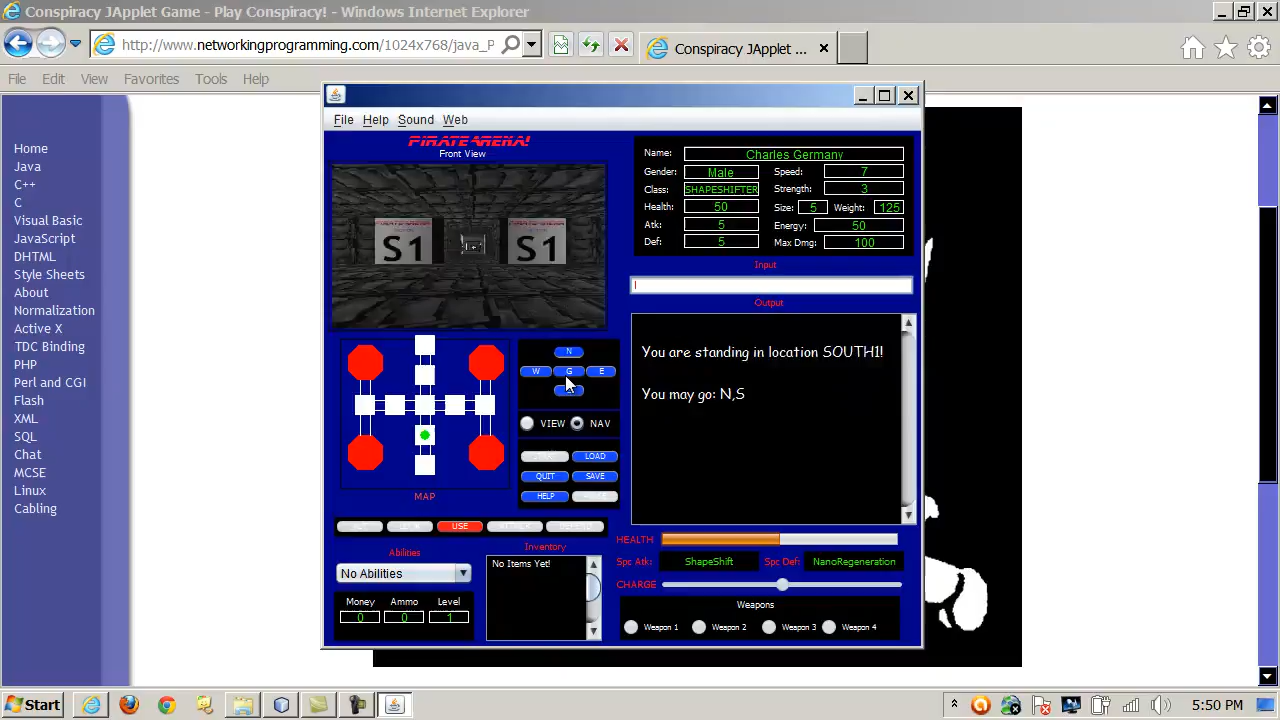 Conspiracy JApplet Game - Play Conspiracy! - Windows Internet Explorer
http://www.networkingprogramming.com/1024x768/java_P
Conspiracy JApplet ...
File Edit View Favorites Tools Help
Home
Java
C++
C
Visual Basic
JavaScript
DHTML
Style Sheets
About
Normalization
Active X
TDC Binding
PHP
Perl and CGI
Flash
XML
SQL
Chat
MCSE
Linux
Cabling
File Help Sound Web
PIRATEARENA!
Front View
S1 S1
Name: Charles Germany
Gender: Male Speed: 7
Class: SHAPESHIFTER Strength: 3
Health: 50 Size: 5 Weight: 125
Atk: 5 Energy: 50
Def: 5 Max Dmg: 100
Input
Output
You are standing in location SOUTH1!
You may go: N,S
N
W G E
VIEW NAV
LOAD
QUIT SAVE
HELP
MAP
USE
Abilities
No Abilities
Money Ammo Level
0 0 1
Inventory
No Items Yet!
HEALTH
Spc Atk: ShapeShift Spc Def: NanoRegeneration
CHARGE
Weapons
Weapon 1 Weapon 2 Weapon 3 Weapon 4
Start
5:50 PM